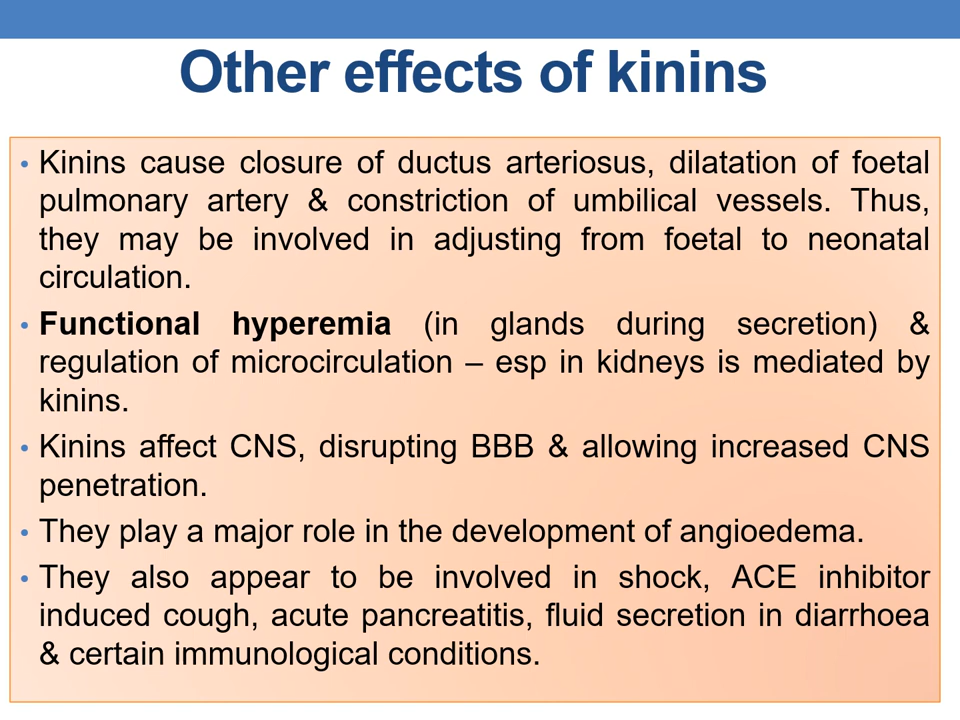 Other effects of kinins
• Kinins cause closure of ductus arteriosus, dilatation of foetal
pulmonary artery & constriction of umbilical vessels. Thus,
they may be involved in adjusting from foetal to neonatal
circulation.
• Functional hyperemia (in glands during secretion) &
regulation of microcirculation – esp in kidneys is mediated by
kinins.
• Kinins affect CNS, disrupting BBB & allowing increased CNS
penetration.
• They play a major role in the development of angioedema.
• They also appear to be involved in shock, ACE inhibitor
induced cough, acute pancreatitis, fluid secretion in diarrhoea
& certain immunological conditions.